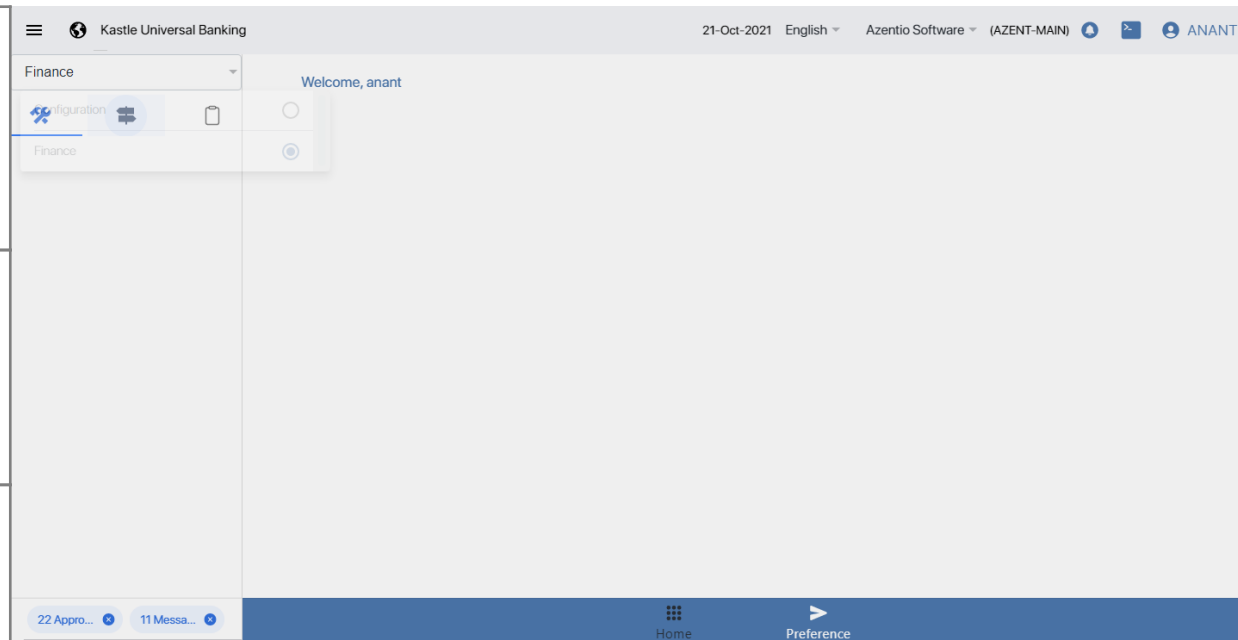 Kastle Universal Banking 21-Oct-2021 English Azentio Software (AZENT-MAIN) ANANT
Finance
Welcome, anant
Configuration
Finance
22 Appro... 11 Messa...
Home Preference